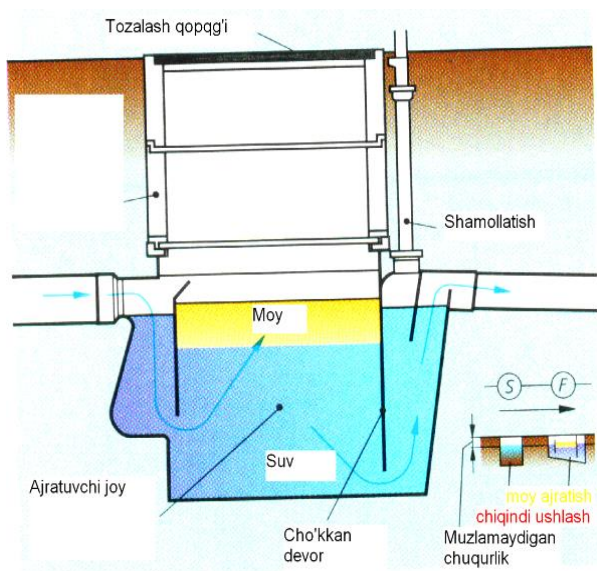 Tozalash qopqg'i
Shamollatish
Moy
S F
Suv
Ajratuvchi joy
Cho'kkan
devor
moy ajratish
chiqindi ushlash
Muzlamaydigan
chuqurlik